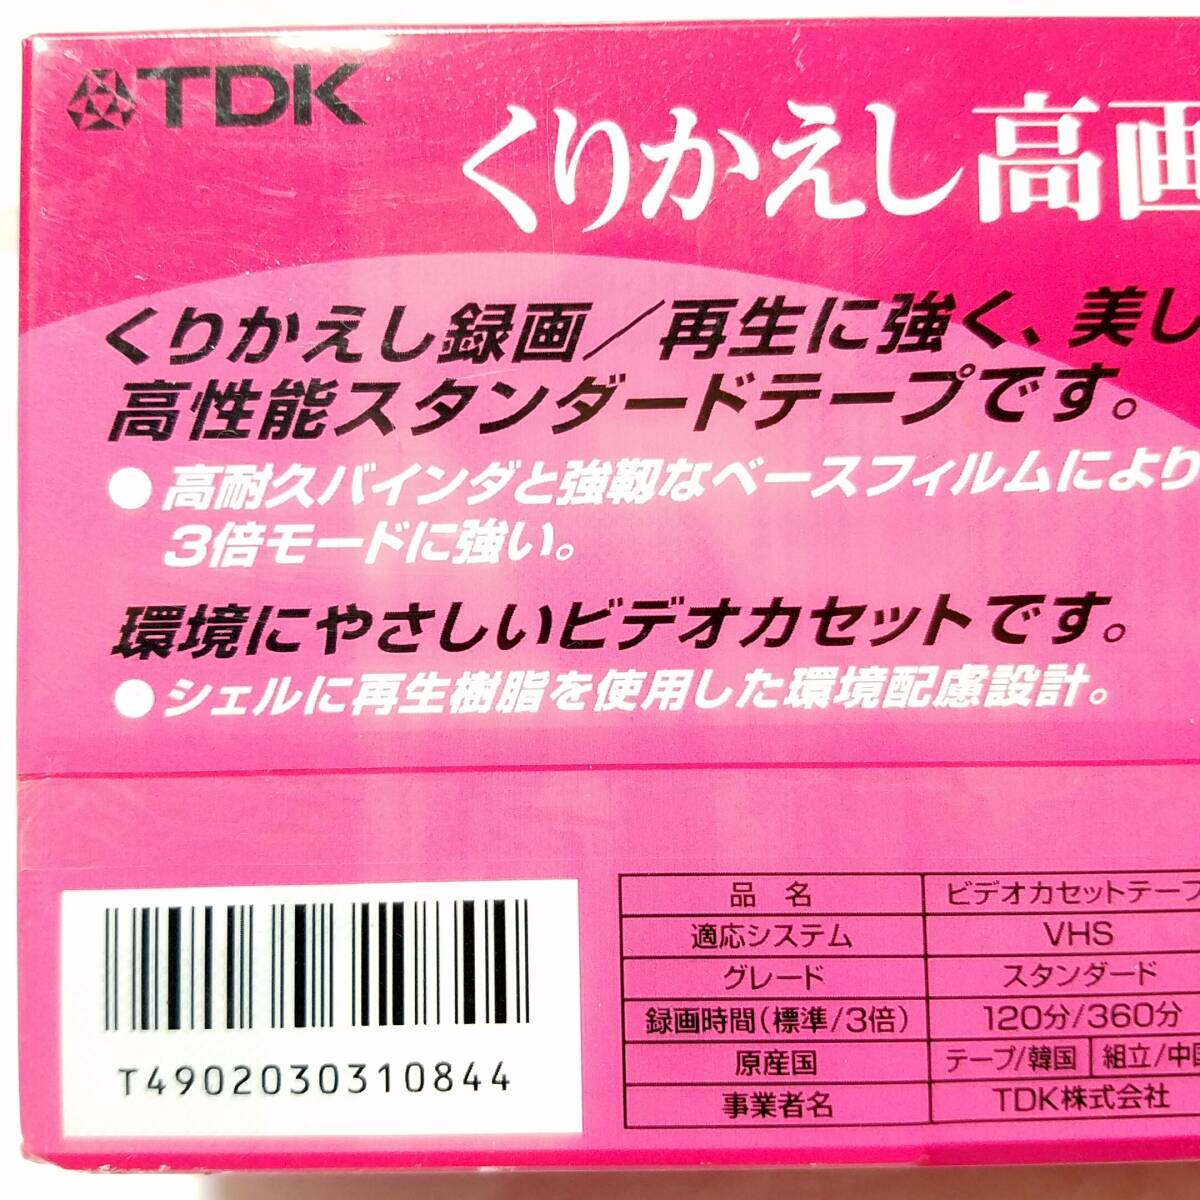 TDK
くりかえし高画
くりかえし録画/再生に強く、美し
高性能スタンダードテープです。
●高耐久バインダと強靱なベースフィルムにより
3倍モードに強い。
環境にやさしいビデオカセットです。
●シェルに再生樹脂を使用した環境配慮設計。
品 名 ビデオカセットテープ
適応システム VHS
グレード スタンダード
録画時間(標準/3倍) 120分/360分
原産国 テープ/韓国 組立/中国
事業者名 TDK株式会社
T4902030310844